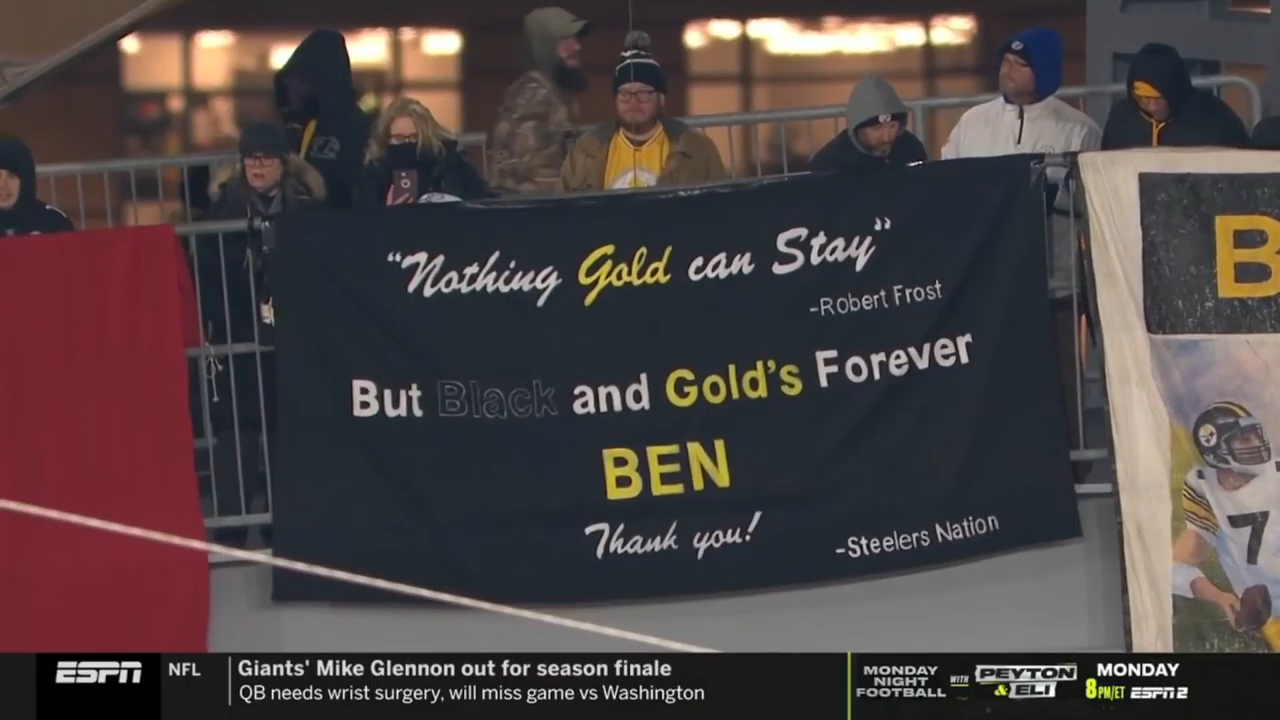 “Nothing Gold can Stay”
-Robert Frost
But Black and Gold's Forever
BEN
Thank you!
-Steelers Nation
B
7
ESPN
NFL
Giants' Mike Glennon out for season finale
QB needs wrist surgery, will miss game vs Washington
MONDAY NIGHT FOOTBALL
WITH
PEYTON & ELI
MONDAY
8PM/ET ESPN2